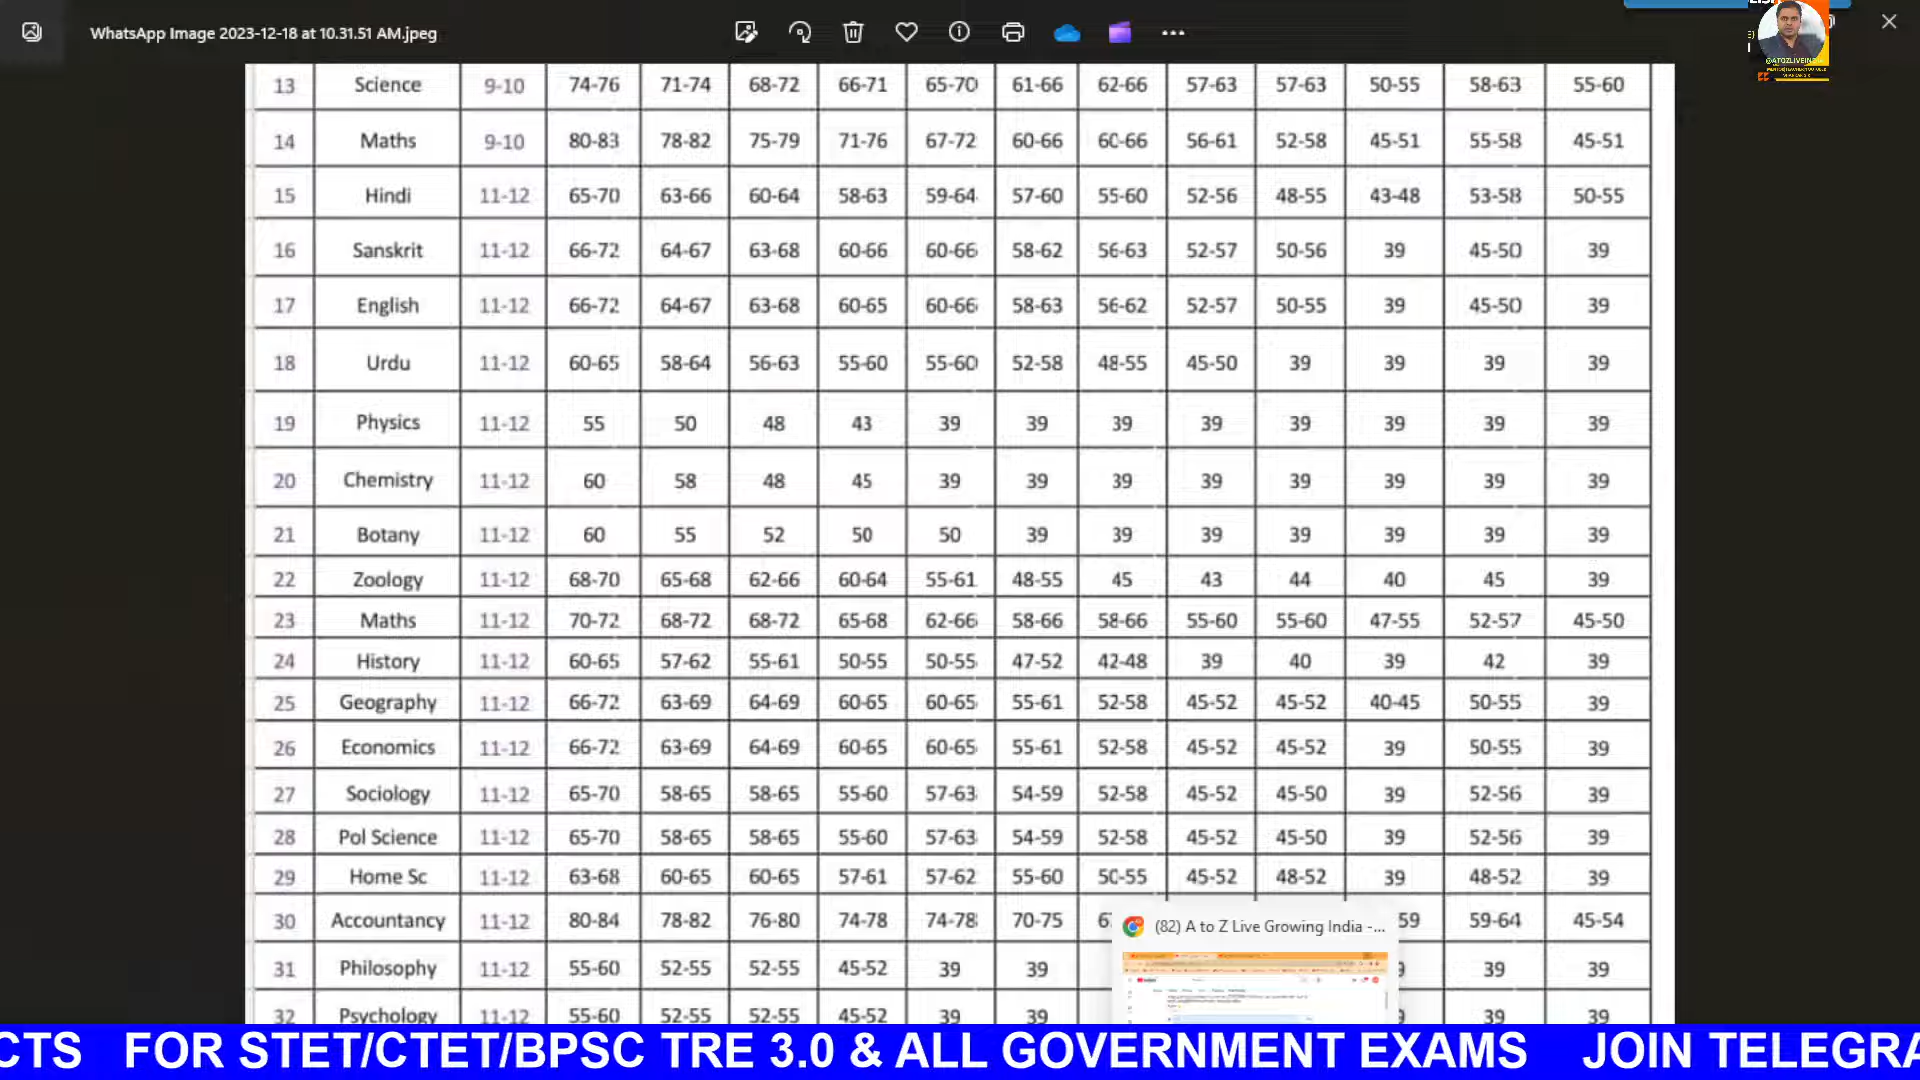 WhatsApp Image 2023-12-18 at 10.31.51 AM.jpeg
@ATOZLIVEINDIA
13 Science 9-10 74-76 71-74 68-72 66-71 65-70 61-66 62-66 57-63 57-63 50-55 58-63 55-60
14 Maths 9-10 80-83 78-82 75-79 71-76 67-72 60-66 60-66 56-61 52-58 45-51 55-58 45-51
15 Hindi 11-12 65-70 63-66 60-64 58-63 59-64 57-60 55-60 52-56 48-55 43-48 53-58 50-55
16 Sanskrit 11-12 66-72 64-67 63-68 60-66 60-66 58-62 56-63 52-57 50-56 39 45-50 39
17 English 11-12 66-72 64-67 63-68 60-65 60-66 58-63 56-62 52-57 50-55 39 45-50 39
18 Urdu 11-12 60-65 58-64 56-63 55-60 55-60 52-58 48-55 45-50 39 39 39 39
19 Physics 11-12 55 50 48 43 39 39 39 39 39 39 39 39
20 Chemistry 11-12 60 58 48 45 39 39 39 39 39 39 39 39
21 Botany 11-12 60 55 52 50 50 39 39 39 39 39 39 39
22 Zoology 11-12 68-70 65-68 62-66 60-64 55-61 48-55 45 43 44 40 45 39
23 Maths 11-12 70-72 68-72 68-72 65-68 62-66 58-66 58-66 55-60 55-60 47-55 52-57 45-50
24 History 11-12 60-65 57-62 55-61 50-55 50-55 47-52 42-48 39 40 39 42 39
25 Geography 11-12 66-72 63-69 64-69 60-65 60-65 55-61 52-58 45-52 45-52 40-45 50-55 39
26 Economics 11-12 66-72 63-69 64-69 60-65 60-65 55-61 52-58 45-52 45-52 39 50-55 39
27 Sociology 11-12 65-70 58-65 58-65 55-60 57-63 54-59 52-58 45-52 45-50 39 52-56 39
28 Pol Science 11-12 65-70 58-65 58-65 55-60 57-63 54-59 52-58 45-52 45-50 39 52-56 39
29 Home Sc 11-12 63-68 60-65 60-65 57-61 57-62 55-60 50-55 45-52 48-52 39 48-52 39
30 Accountancy 11-12 80-84 78-82 76-80 74-78 74-78 70-75 59 59-64 45-54
(82) A to Z Live Growing India -...
31 Philosophy 11-12 55-60 52-55 52-55 45-52 39 39 39 39
32 Psychology 11-12 55-60 52-55 52-55 45-52 39 39 39 39
CTS FOR STET/CTET/BPSC TRE 3.0 & ALL GOVERNMENT EXAMS JOIN TELEGRA